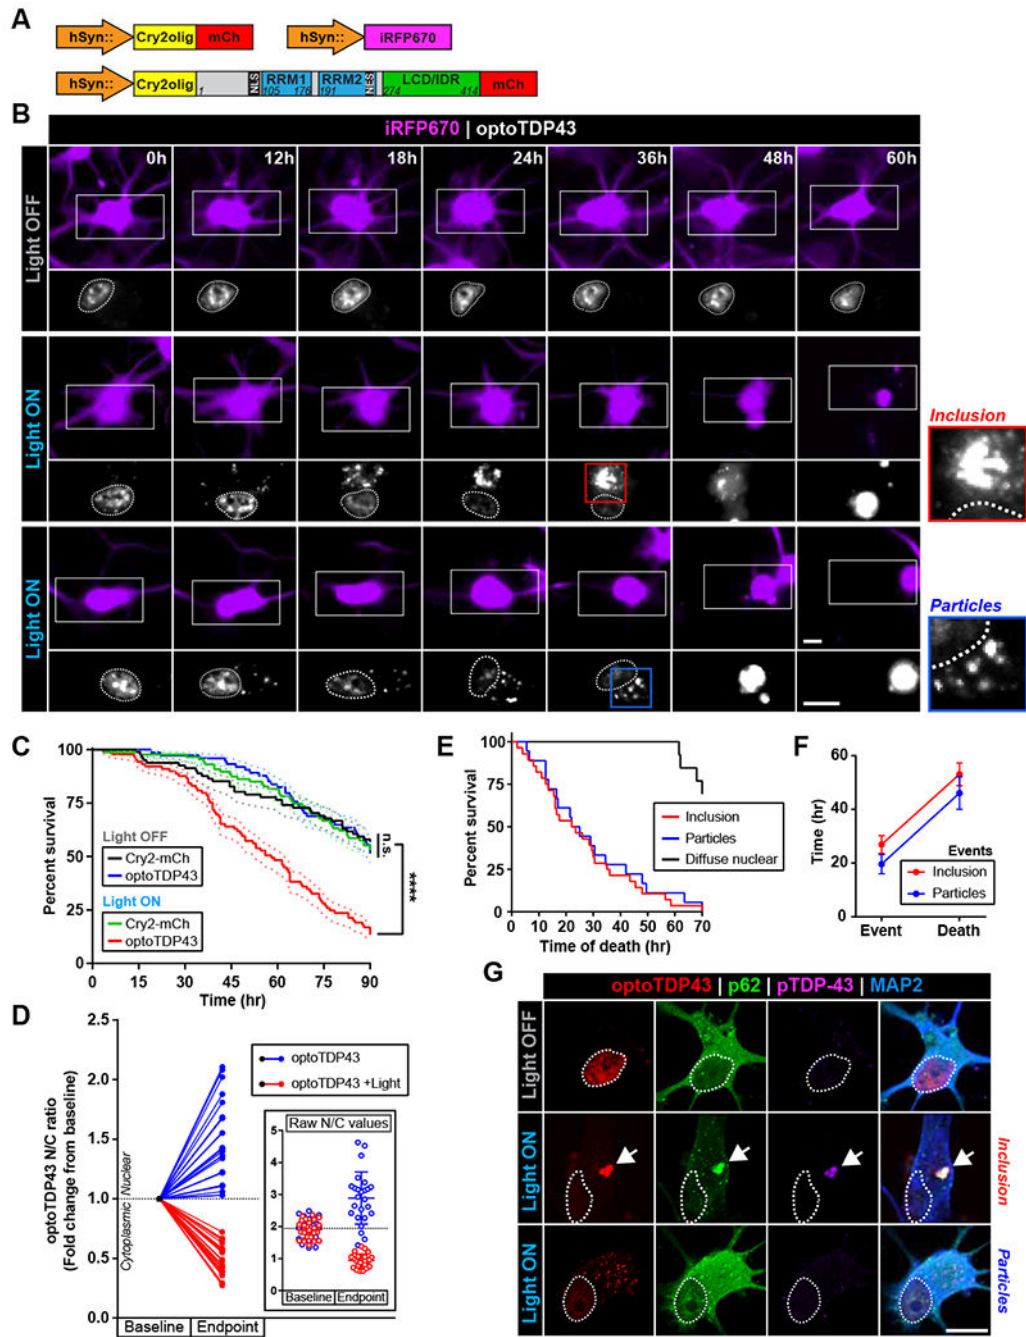 A
hSyn:: Cry2olig mCh
hSyn:: iRFP670
hSyn:: Cry2olig 1 NLS RRM1 105 176 RRM2 191 NES LCD/IDR 274 414 mCh
B
iRFP670 | optoTDP43
0h 12h 18h 24h 36h 48h 60h
Light OFF
Light ON
Inclusion
Light ON
Particles
C
Percent survival
100
75
50
25
0
0 15 30 45 60 75 90
Time (hr)
Light OFF
Cry2-mCh
optoTDP43
Light ON
Cry2-mCh
optoTDP43
n.s.
****
E
Percent survival
100
75
50
25
0
0 10 20 30 40 50 60 70
Time of death (hr)
Inclusion
Particles
Diffuse nuclear
F
Time (hr)
60
40
20
0
Events
Inclusion
Particles
Event Death
D
optoTDP43 N/C ratio
(Fold change from baseline)
2.5
2.0
1.5
1.0
0.5
0.0
Nuclear
Cytoplasmic
Baseline Endpoint
optoTDP43
optoTDP43 +Light
Raw N/C values
5
4
3
2
1
0
Baseline Endpoint
G
optoTDP43 | p62 | pTDP-43 | MAP2
Light OFF
Light ON
Inclusion
Light ON
Particles